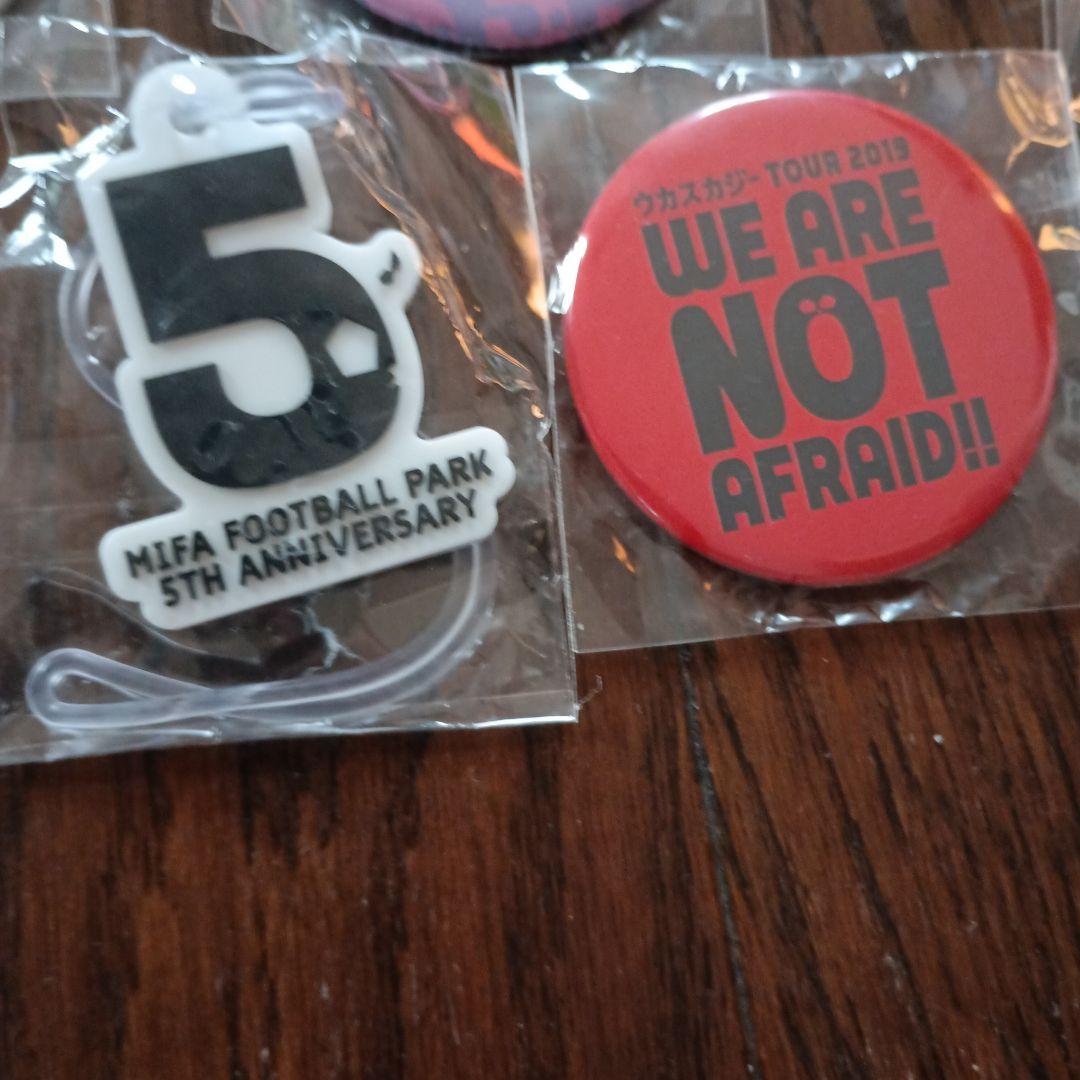 5
MIFA FOOTBALL PARK
5TH ANNIVERSARY
ウカスカジー TOUR 2019
WE ARE
NÖT
AFRAID!!